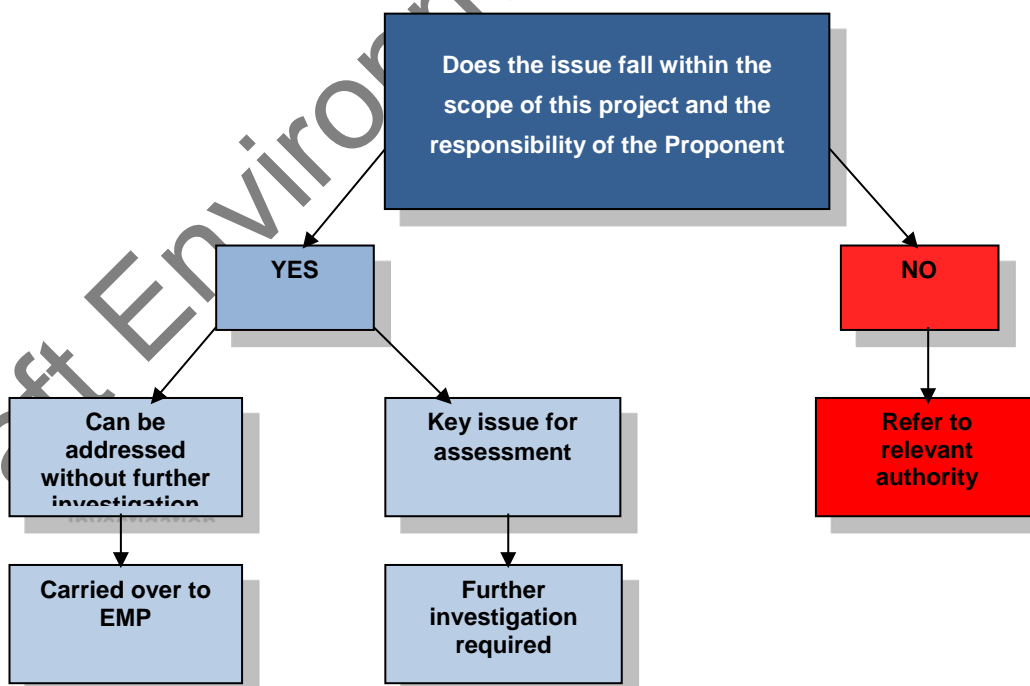 Does the issue fall within the
scope of this project and the
responsibility of the Proponent
YES
NO
Can be
addressed
without further
investigation
Key issue for
assessment
Refer to
relevant
authority
Carried over to
EMP
Further
investigation
required